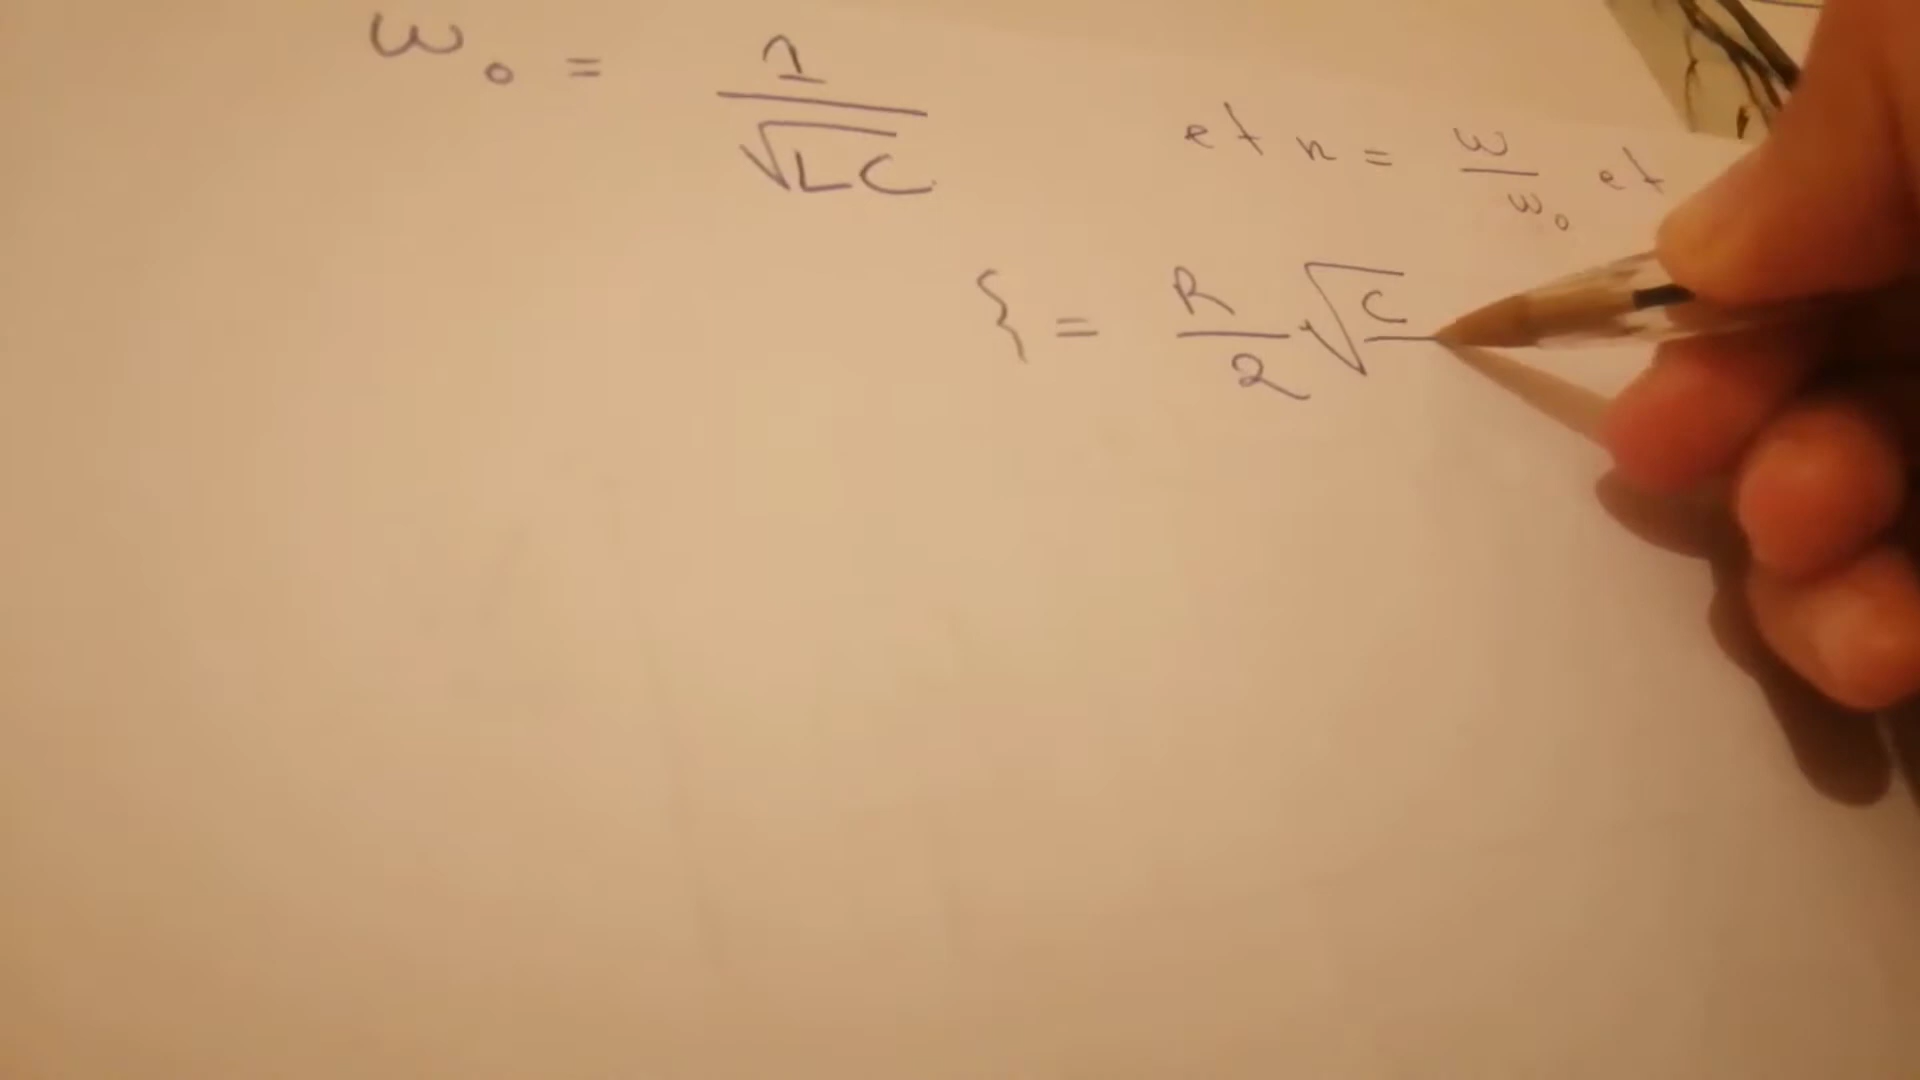 ω₀ = 1/√LC
et n = ω/ω₀ et
ξ = R/2 √C